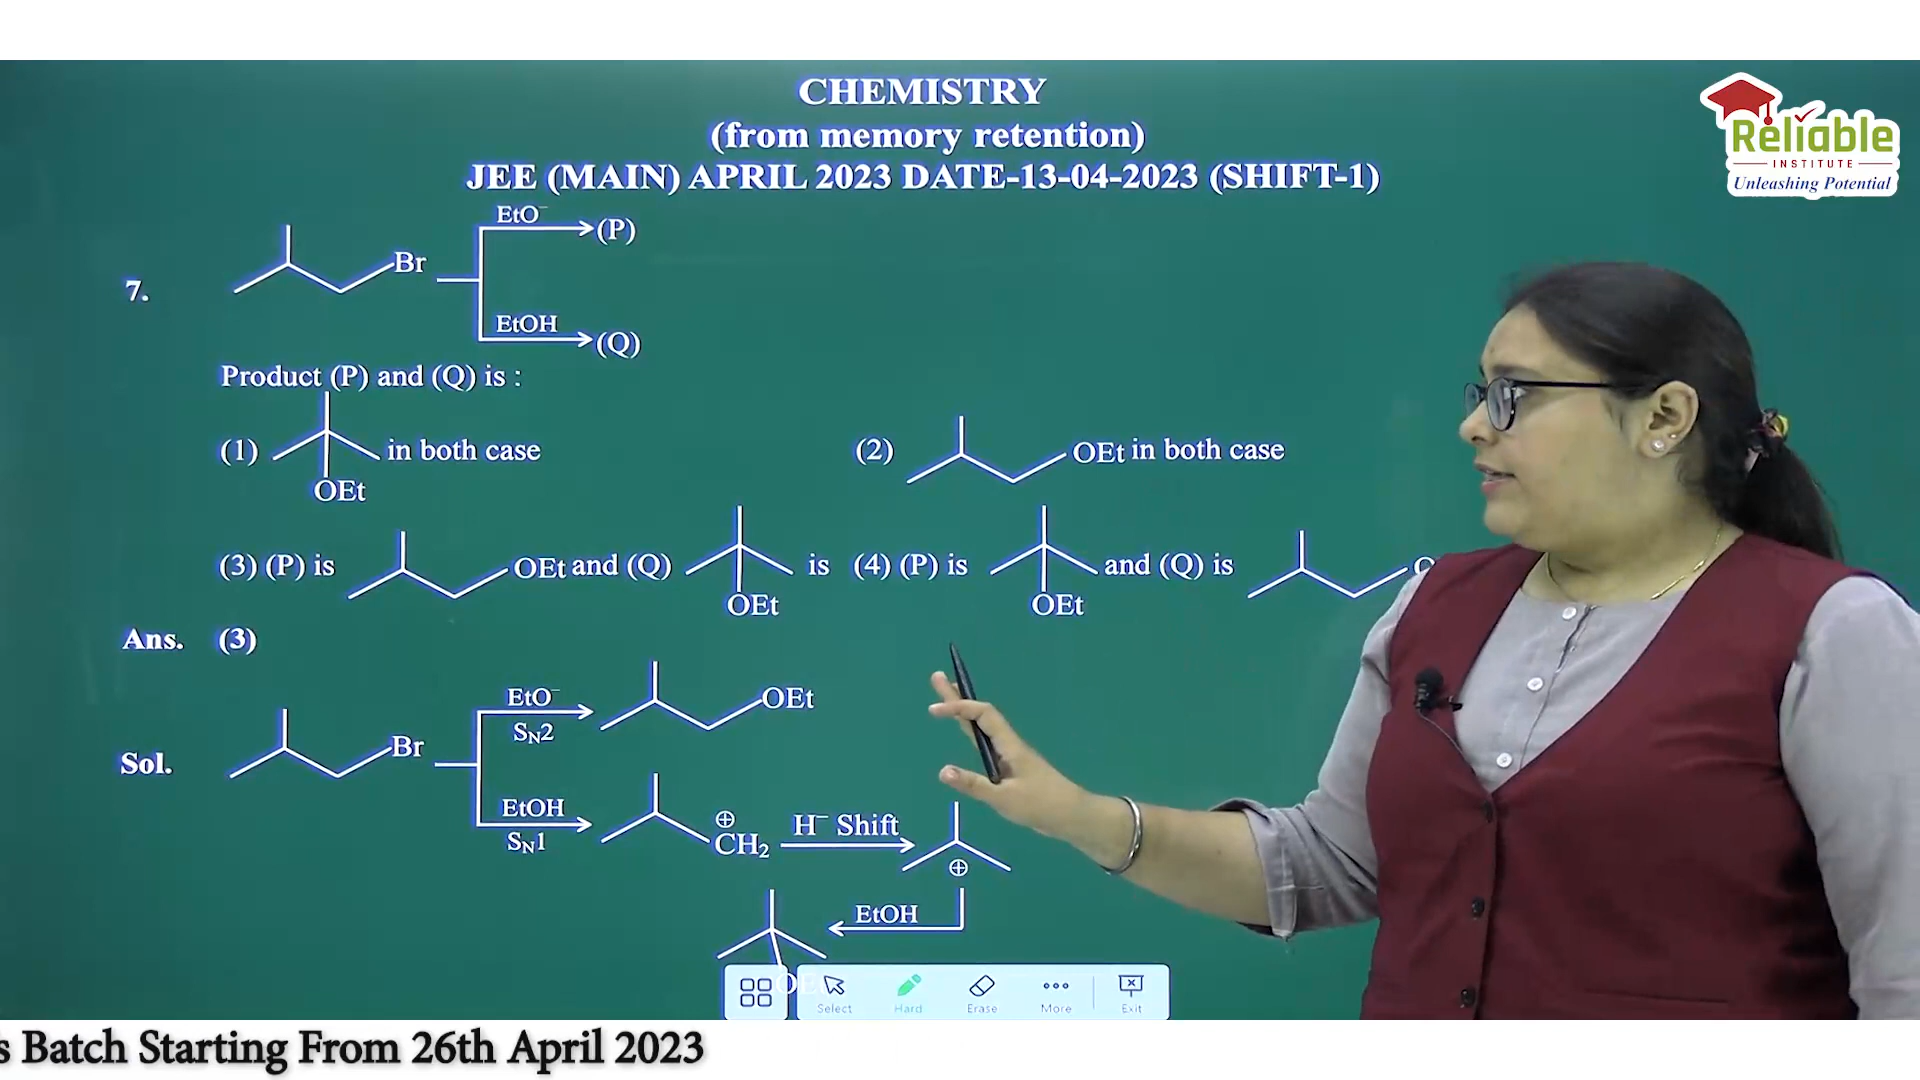 CHEMISTRY
(from memory retention)
JEE (MAIN) APRIL 2023 DATE-13-04-2023 (SHIFT-1)
Reliable
INSTITUTE
Unleashing Potential
EtO⁻
(P)
Br
7.
EtOH
(Q)
Product (P) and (Q) is :
(1) in both case
OEt
(2) OEt in both case
(3) (P) is OEt and (Q) is
OEt
(4) (P) is and (Q) is
OEt
Ans. (3)
EtO⁻
OEt
SN2
Br
Sol.
EtOH
SN1
⊕
CH₂
H⁻ Shift
⊕
EtOH
Select
Hard
Erase
More
Exit
Batch Starting From 26th April 2023